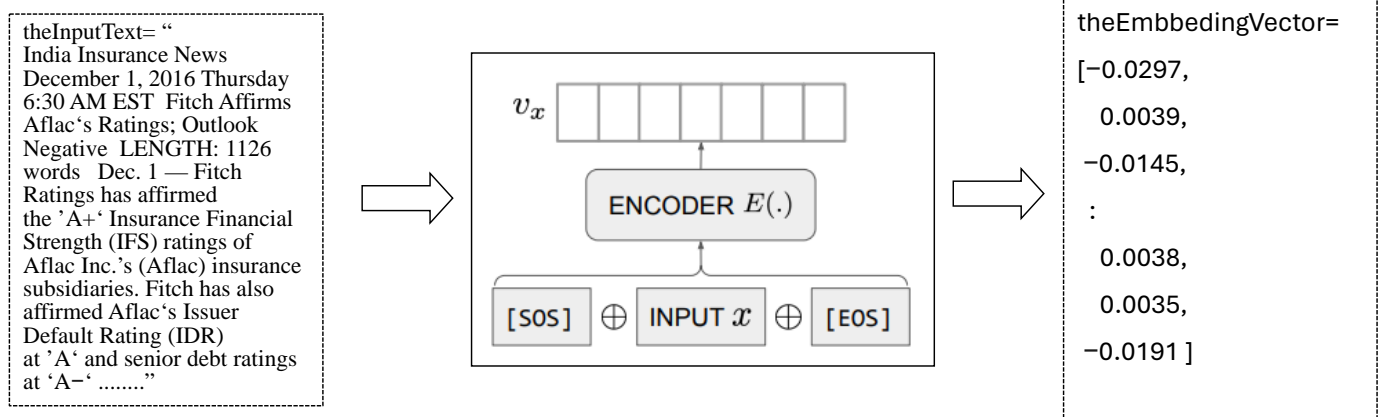 theInputText= “
India Insurance News
December 1, 2016 Thursday
6:30 AM EST Fitch Affirms
Aflac‘s Ratings; Outlook
Negative LENGTH: 1126
words Dec. 1 — Fitch
Ratings has affirmed
the ’A+‘ Insurance Financial
Strength (IFS) ratings of
Aflac Inc.’s (Aflac) insurance
subsidiaries. Fitch has also
affirmed Aflac‘s Issuer
Default Rating (IDR)
at ’A‘ and senior debt ratings
at ‘A−‘ ........”
vₓ
ENCODER E(.)
[SOS] ⊕ INPUT x ⊕ [EOS]
theEmbbedingVector=
[−0.0297,
0.0039,
−0.0145,
:
0.0038,
0.0035,
−0.0191 ]